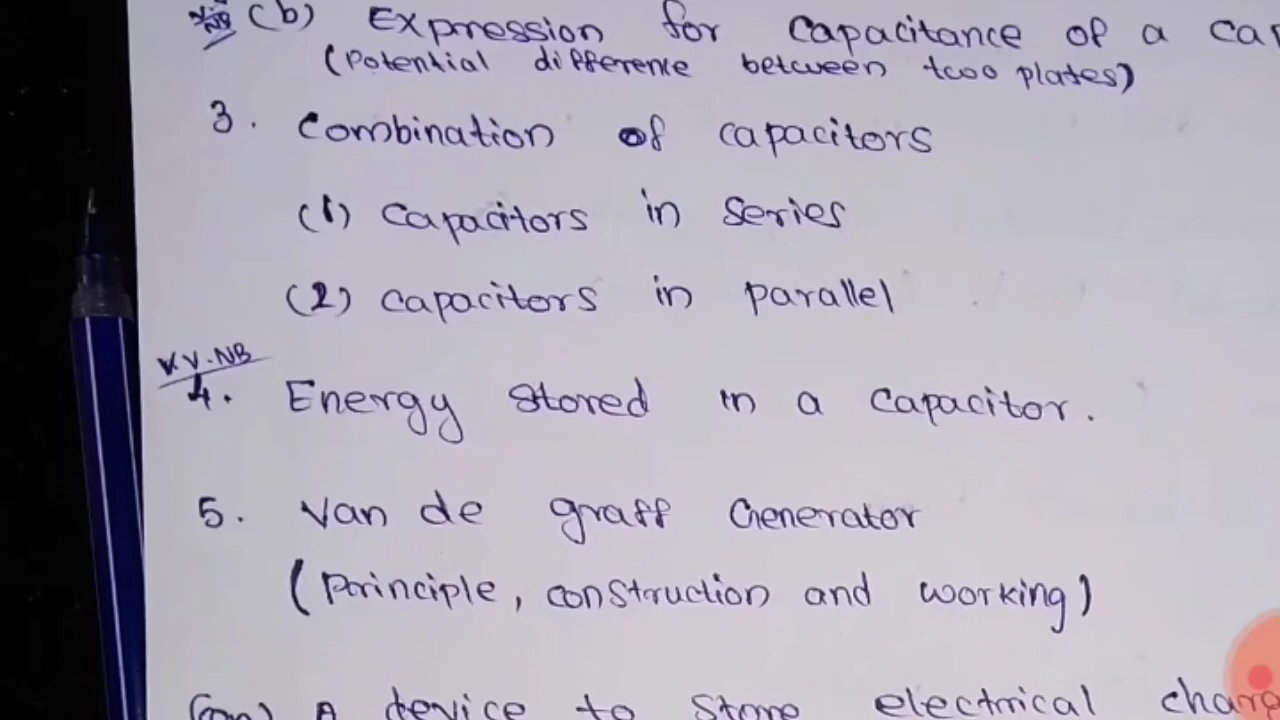 (b) Expression for capacitance of a
(Potential difference between two plates)
3. Combination of capacitors
(1) Capacitors in series
(2) Capacitors in parallel
V.NB
4. Energy stored in a capacitor.
5. Van de graff Generator
(Principle, construction and working)
A device to store electrical